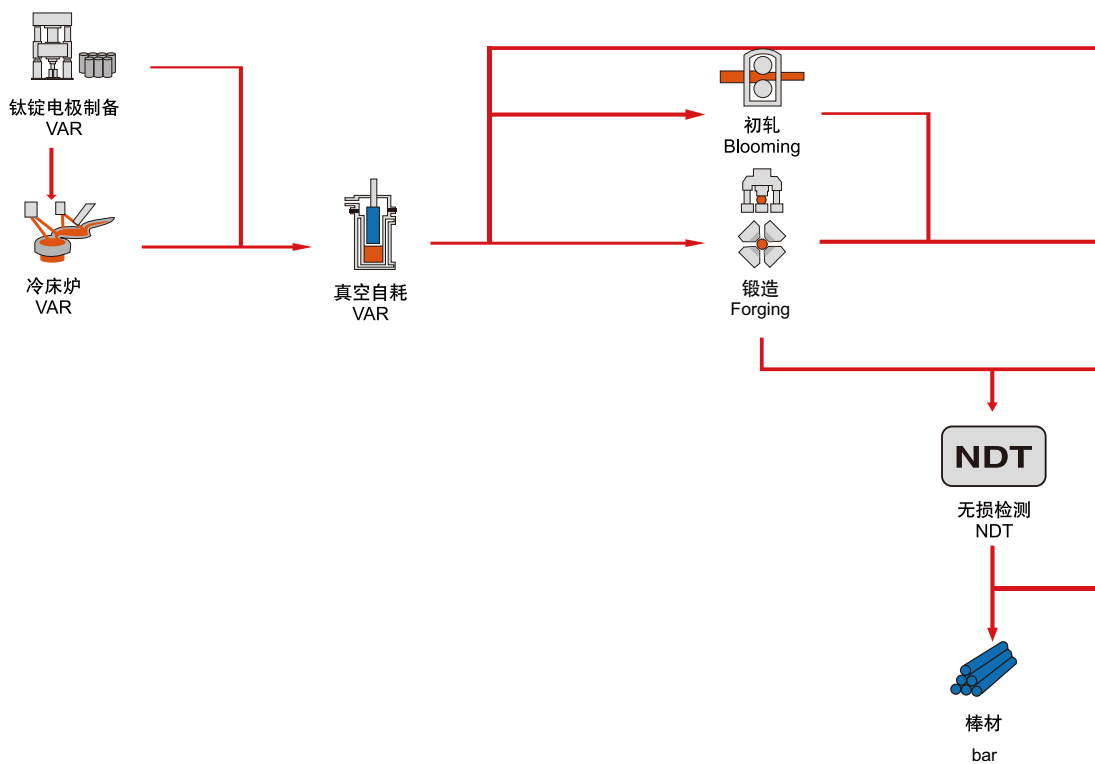 钛锭电极制备
VAR
冷床炉
VAR
真空自耗
VAR
初轧
Blooming
锻造
Forging
NDT
无损检测
NDT
棒材
bar